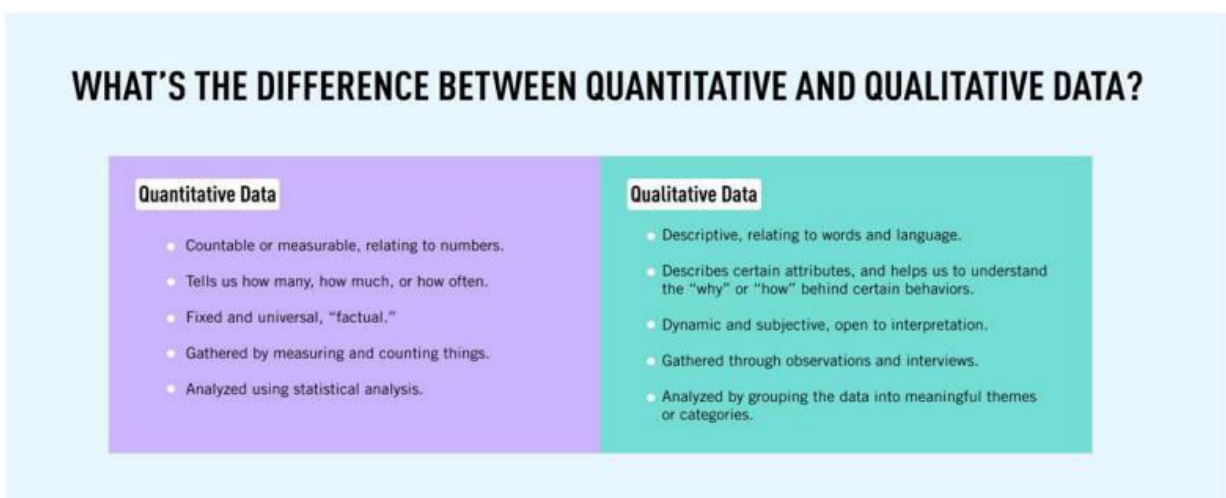 WHAT'S THE DIFFERENCE BETWEEN QUANTITATIVE AND QUALITATIVE DATA?
Quantitative Data
Countable or measurable, relating to numbers.
Tells us how many, how much, or how often.
Fixed and universal, “factual.”
Gathered by measuring and counting things.
Analyzed using statistical analysis.
Qualitative Data
Descriptive, relating to words and language.
Describes certain attributes, and helps us to understand
the “why” or “how” behind certain behaviors.
Dynamic and subjective, open to interpretation.
Gathered through observations and interviews.
Analyzed by grouping the data into meaningful themes
or categories.